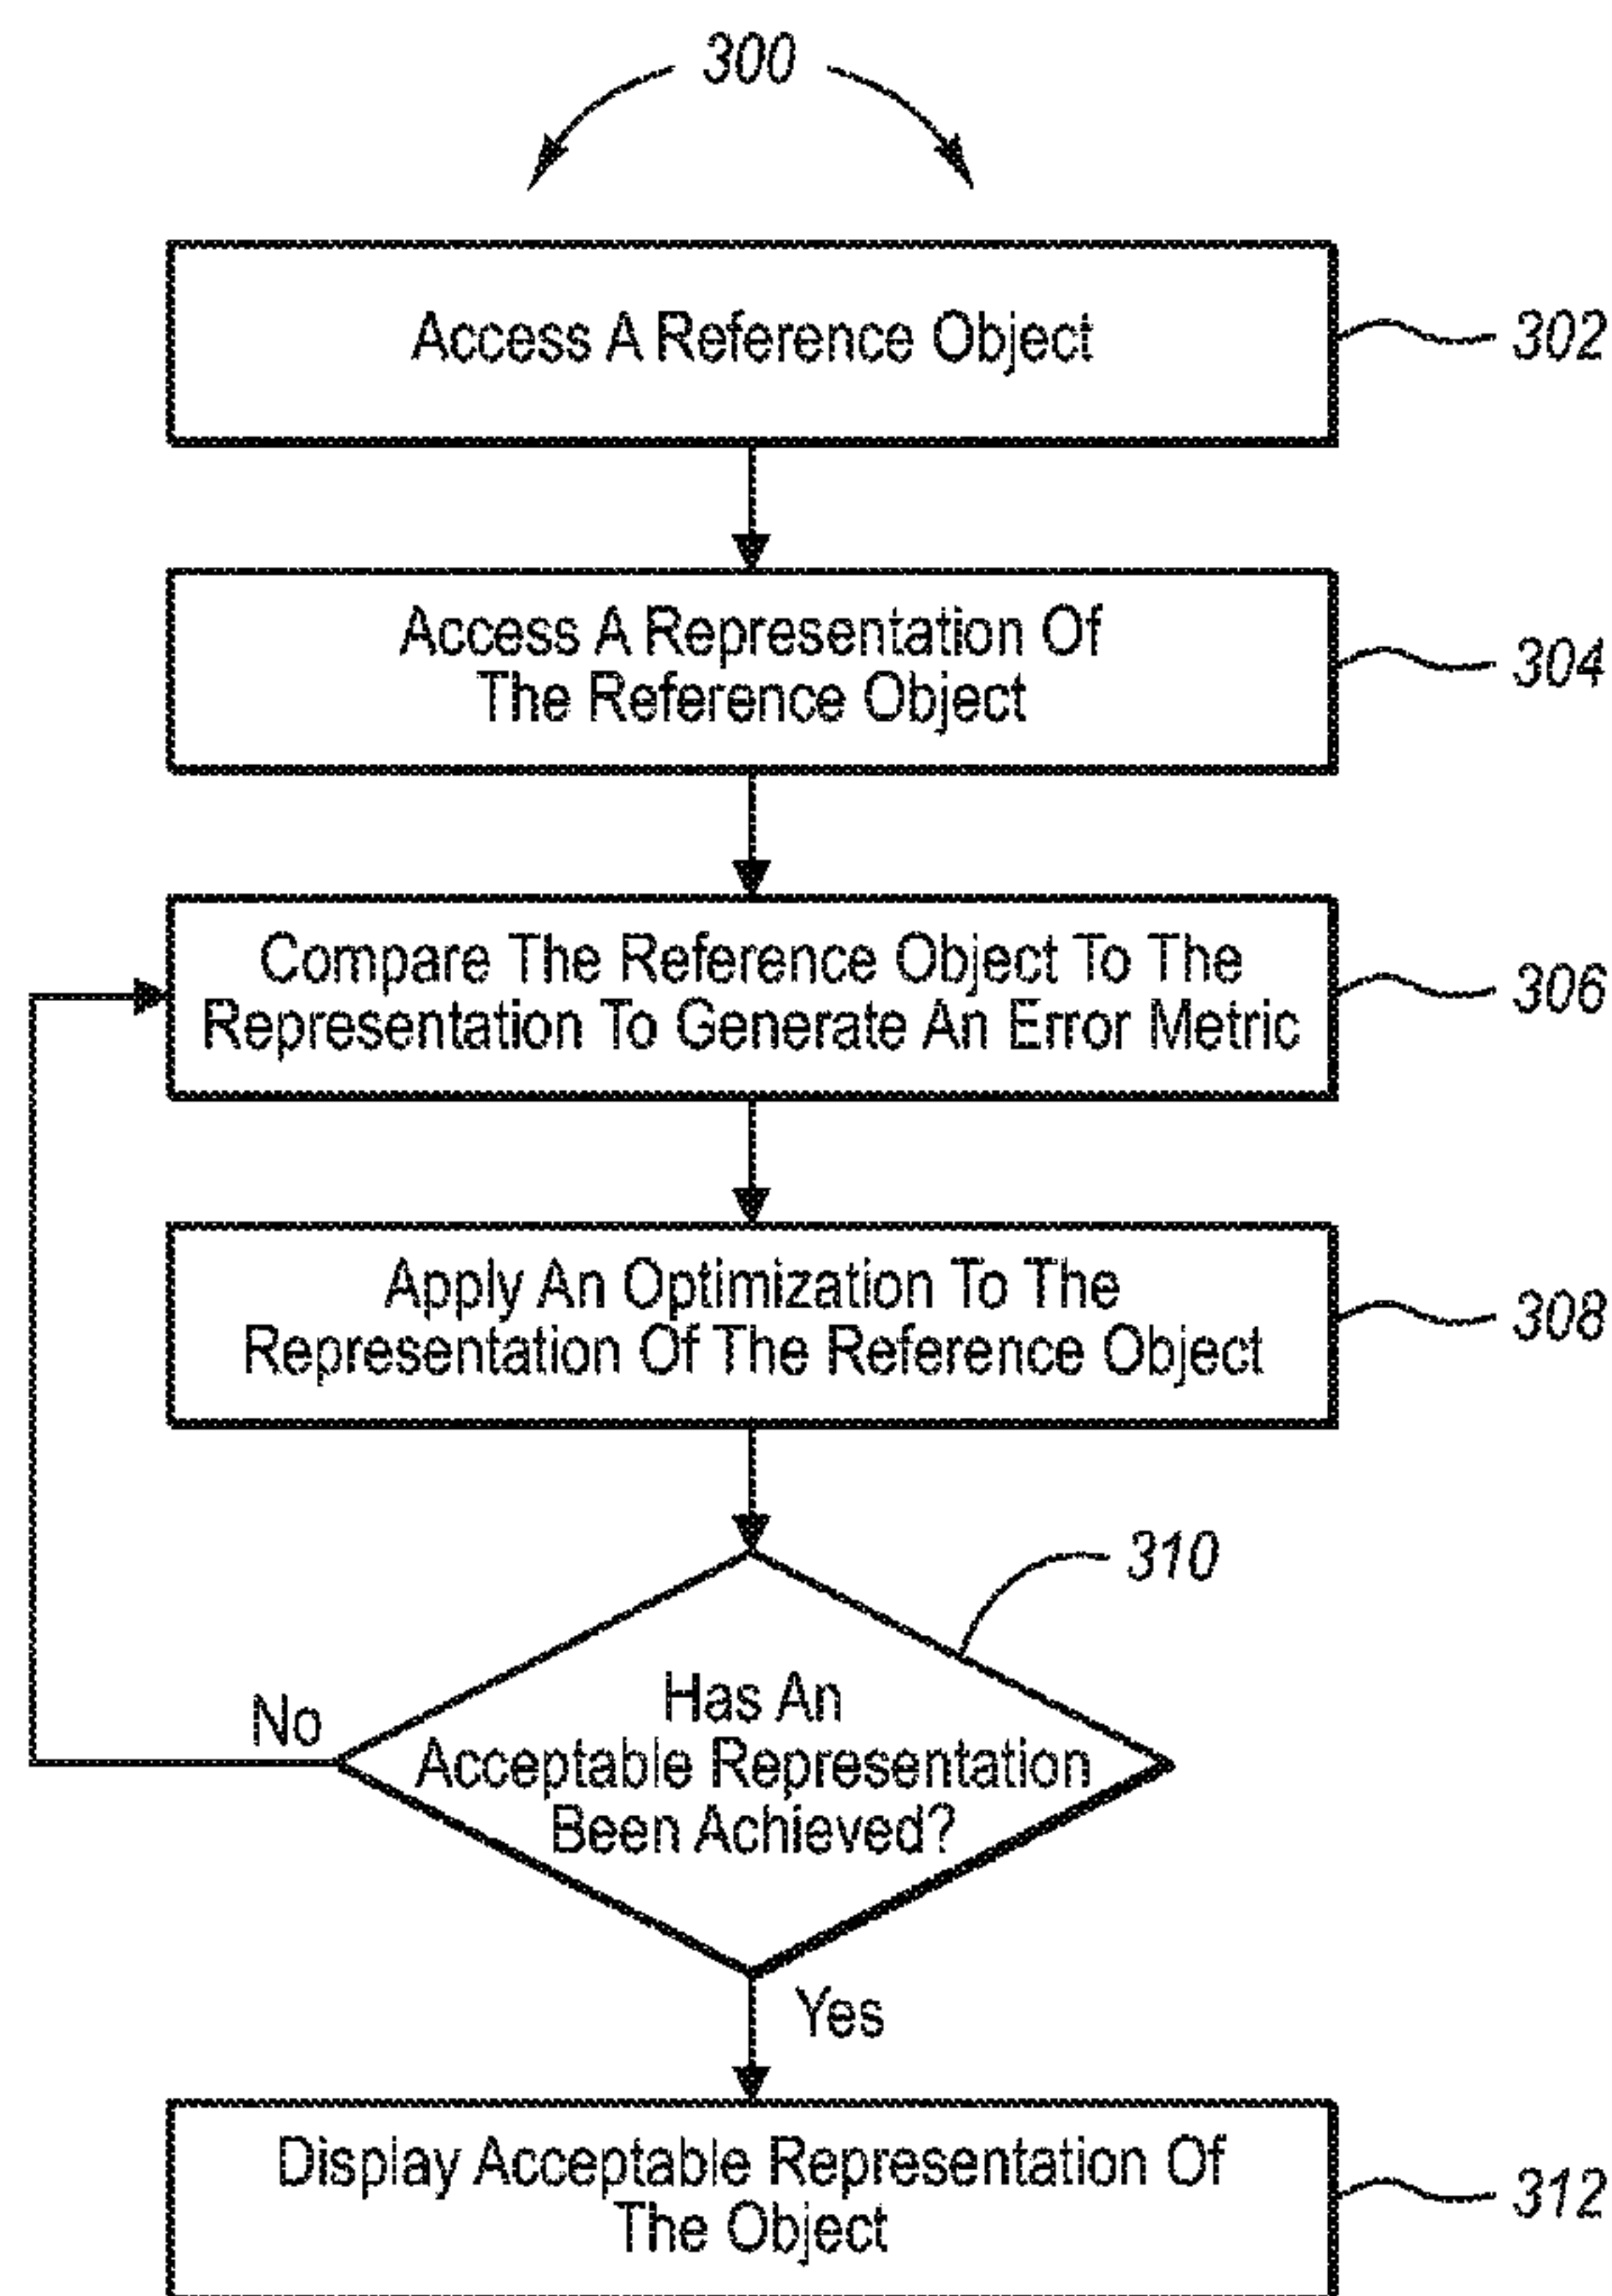 300
Access A Reference Object
302
Access A Representation Of
The Reference Object
304
Compare The Reference Object To The
Representation To Generate An Error Metric
306
Apply An Optimization To The
Representation Of The Reference Object
308
310
Has An
Acceptable Representation
Been Achieved?
No
Yes
Display Acceptable Representation Of
The Object
312